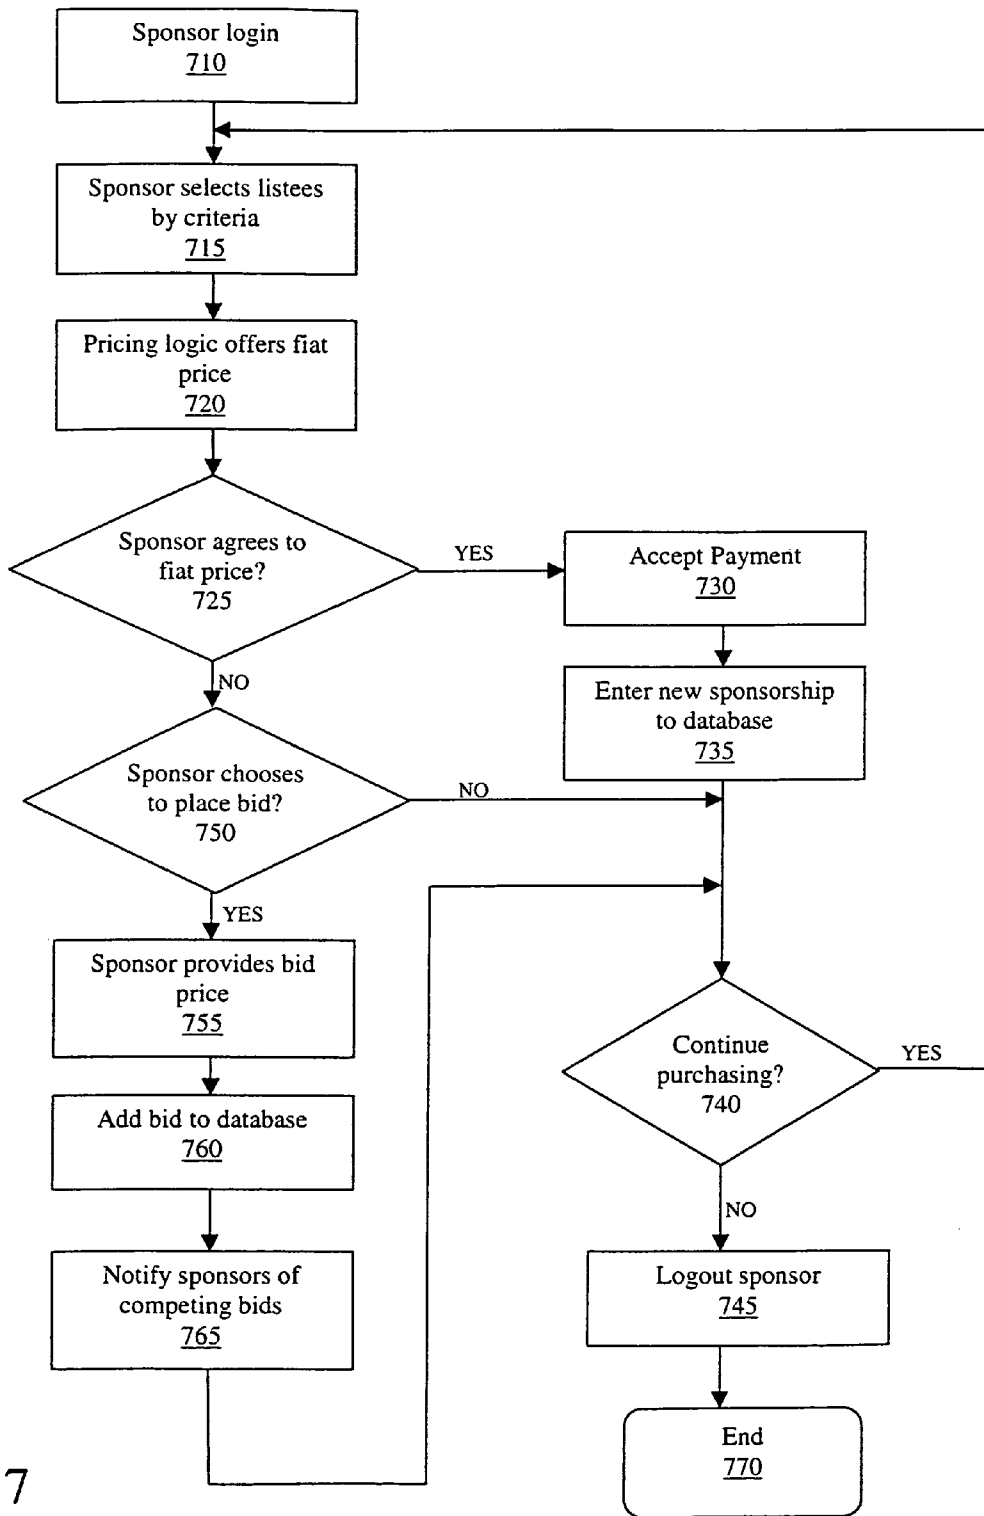 Sponsor login
710
Sponsor selects listees
by criteria
715
Pricing logic offers fiat
price
720
Sponsor agrees to
fiat price?
725
YES
Accept Payment
730
NO
Enter new sponsorship
to database
735
Sponsor chooses
to place bid?
750
NO
YES
Sponsor provides bid
price
755
Continue
purchasing?
740
YES
Add bid to database
760
NO
Notify sponsors of
competing bids
765
Logout sponsor
745
End
770
7